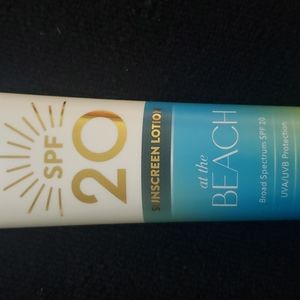 SPF
20
SUNSCREEN LOTION
at the
BEACH
Broad Spectrum SPF 20
UVA/UVB Protection